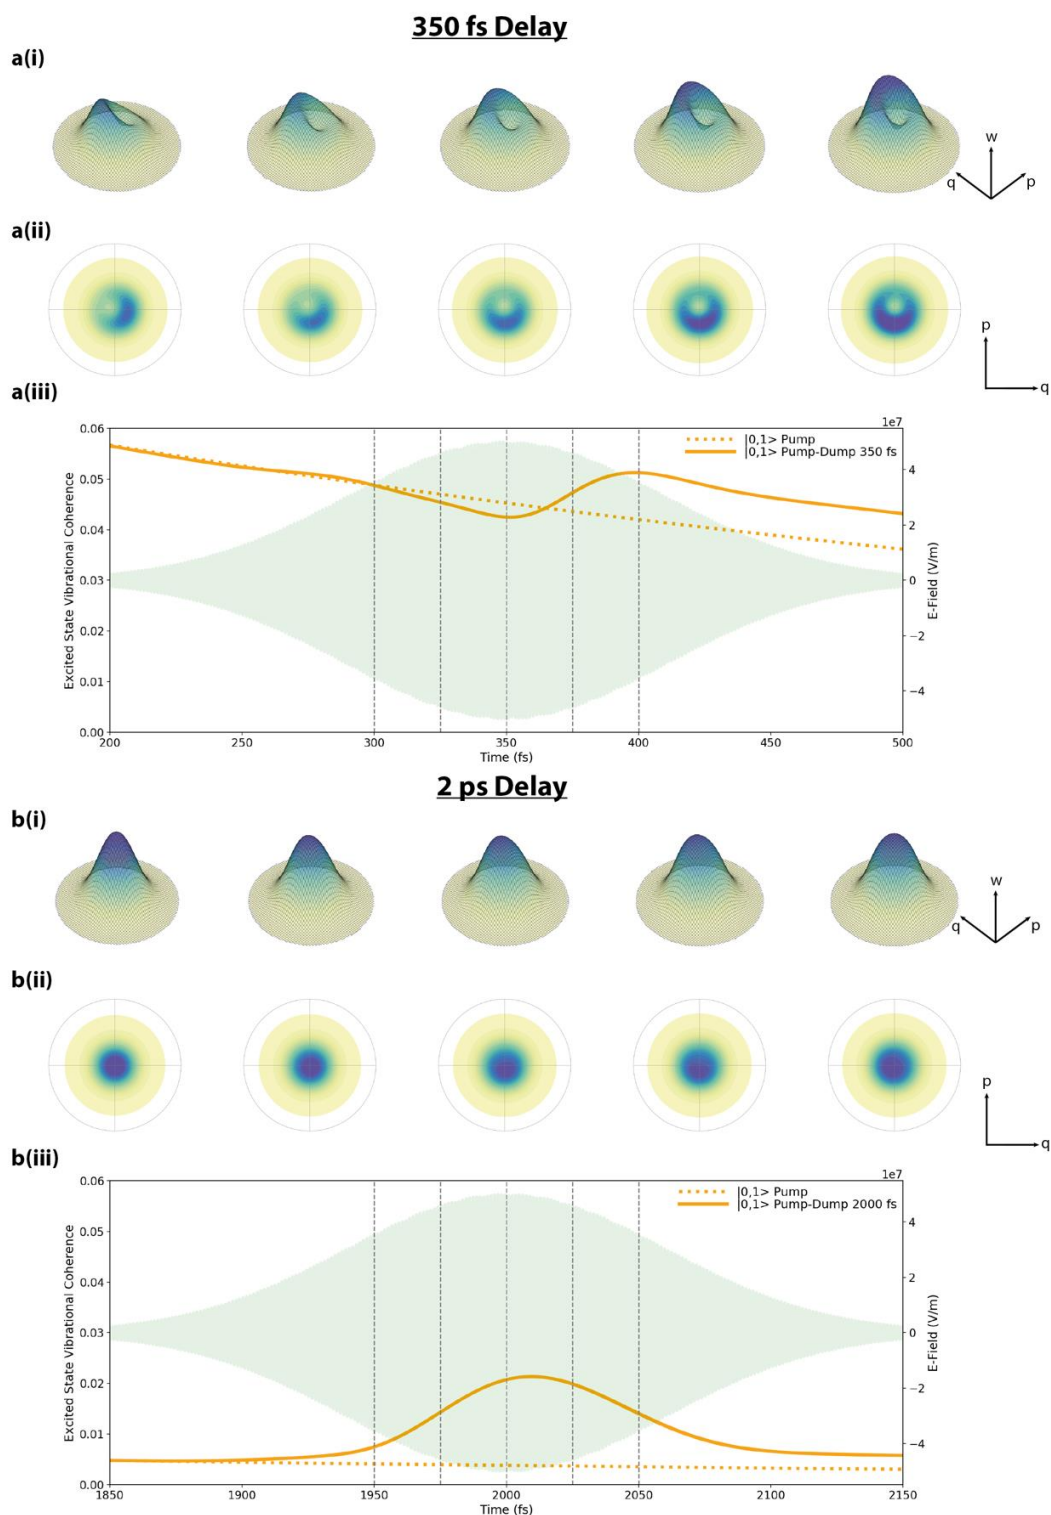 350 fs Delay
a(i)
w
q
p
a(ii)
p
q
a(iii)
1e7
0.06
0.05
0.04
0.03
0.02
0.01
0.00
Excited State Vibrational Coherence
|0,1> Pump
|0,1> Pump-Dump 350 fs
4
2
0
−2
−4
E-Field (V/m)
200 250 300 350 400 450 500
Time (fs)
2 ps Delay
b(i)
w
q
p
b(ii)
p
q
b(iii)
1e7
0.06
0.05
0.04
0.03
0.02
0.01
0.00
Excited State Vibrational Coherence
|0,1> Pump
|0,1> Pump-Dump 2000 fs
4
2
0
−2
−4
E-Field (V/m)
1850 1900 1950 2000 2050 2100 2150
Time (fs)